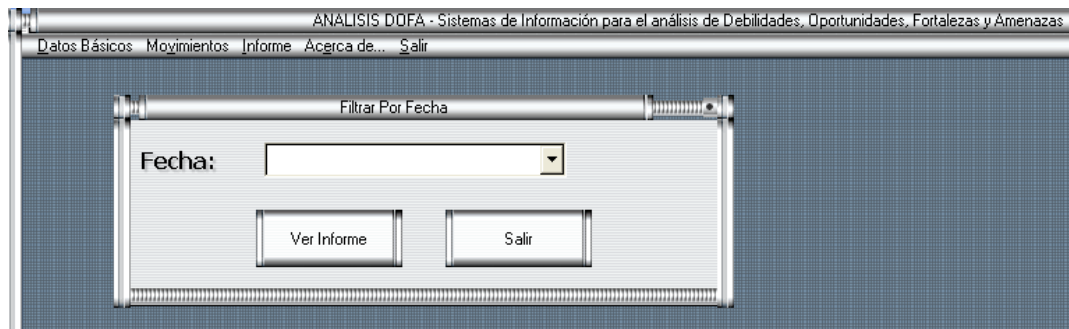 ANALISIS DOFA - Sistemas de Información para el análisis de Debilidades, Oportunidades, Fortalezas y Amenazas
Datos Básicos Movimientos Informe Acerca de... Salir
Filtrar Por Fecha
Fecha:
Ver Informe Salir